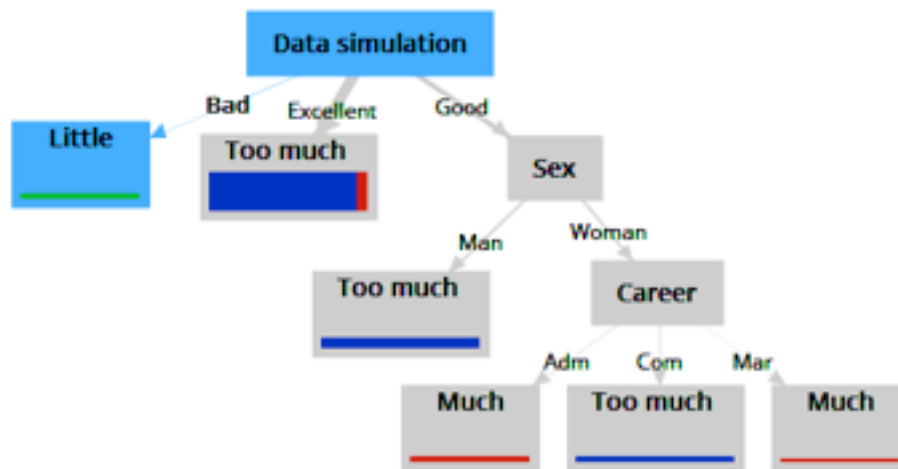 Data simulation
Bad
Excellent
Good
Little
Too much
Sex
Man
Woman
Too much
Career
Adm
Com
Mar
Much
Too much
Much